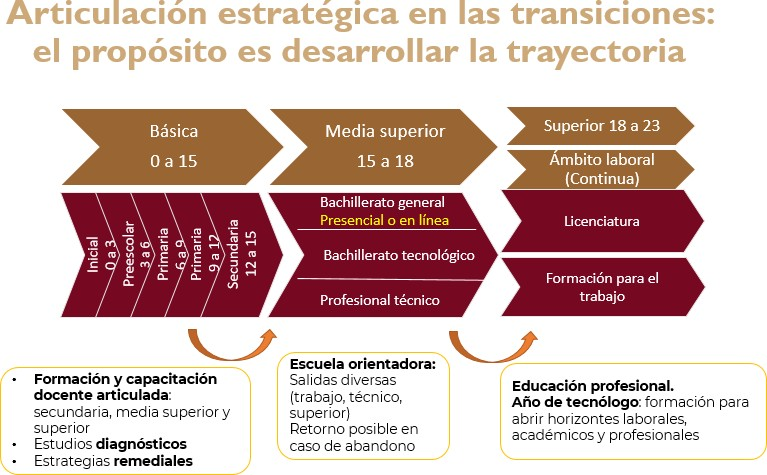 Articulación estratégica en las transiciones:
el propósito es desarrollar la trayectoria
Básica
0 a 15
Media superior
15 a 18
Superior 18 a 23
Ámbito laboral
(Continua)
Inicial
0 a 3
Preescolar
3 a 6
Primaria
6 a 9
Primaria
9 a 12
Secundaria
12 a 15
Bachillerato general
Presencial o en línea
Bachillerato tecnológico
Profesional técnico
Licenciatura
Formación para el
trabajo
• Formación y capacitación
docente articulada:
secundaria, media superior y
superior
• Estudios diagnósticos
• Estrategias remediales
Escuela orientadora:
Salidas diversas
(trabajo, técnico,
superior)
Retorno posible en
caso de abandono
Educación profesional.
Año de tecnólogo: formación para
abrir horizontes laborales,
académicos y profesionales